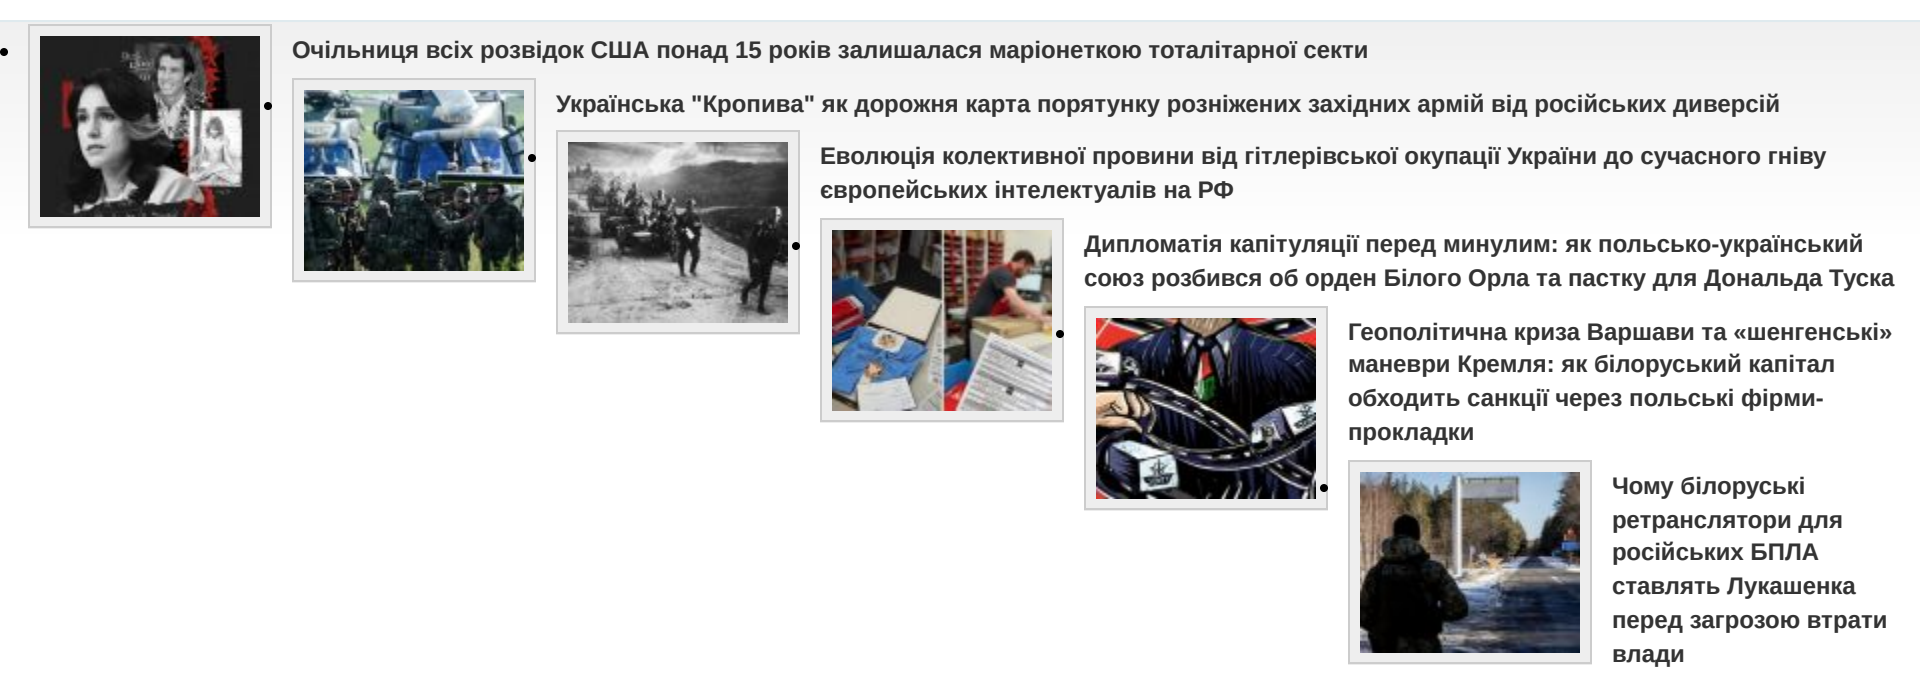 Очільниця всіх розвідок США понад 15 років залишалася маріонеткою тоталітарної секти
Українська "Кропива" як дорожня карта порятунку розніжених західних армій від російських диверсій
Еволюція колективної провини від гітлерівської окупації України до сучасного гніву
європейських інтелектуалів на РФ
Дипломатія капітуляції перед минулим: як польсько-український
союз розбився об орден Білого Орла та пастку для Дональда Туска
Геополітична криза Варшави та «шенгенські»
маневри Кремля: як білоруський капітал
обходить санкції через польські фірми-
прокладки
Чому білоруські
ретранслятори для
російських БПЛА
ставлять Лукашенка
перед загрозою втрати
влади